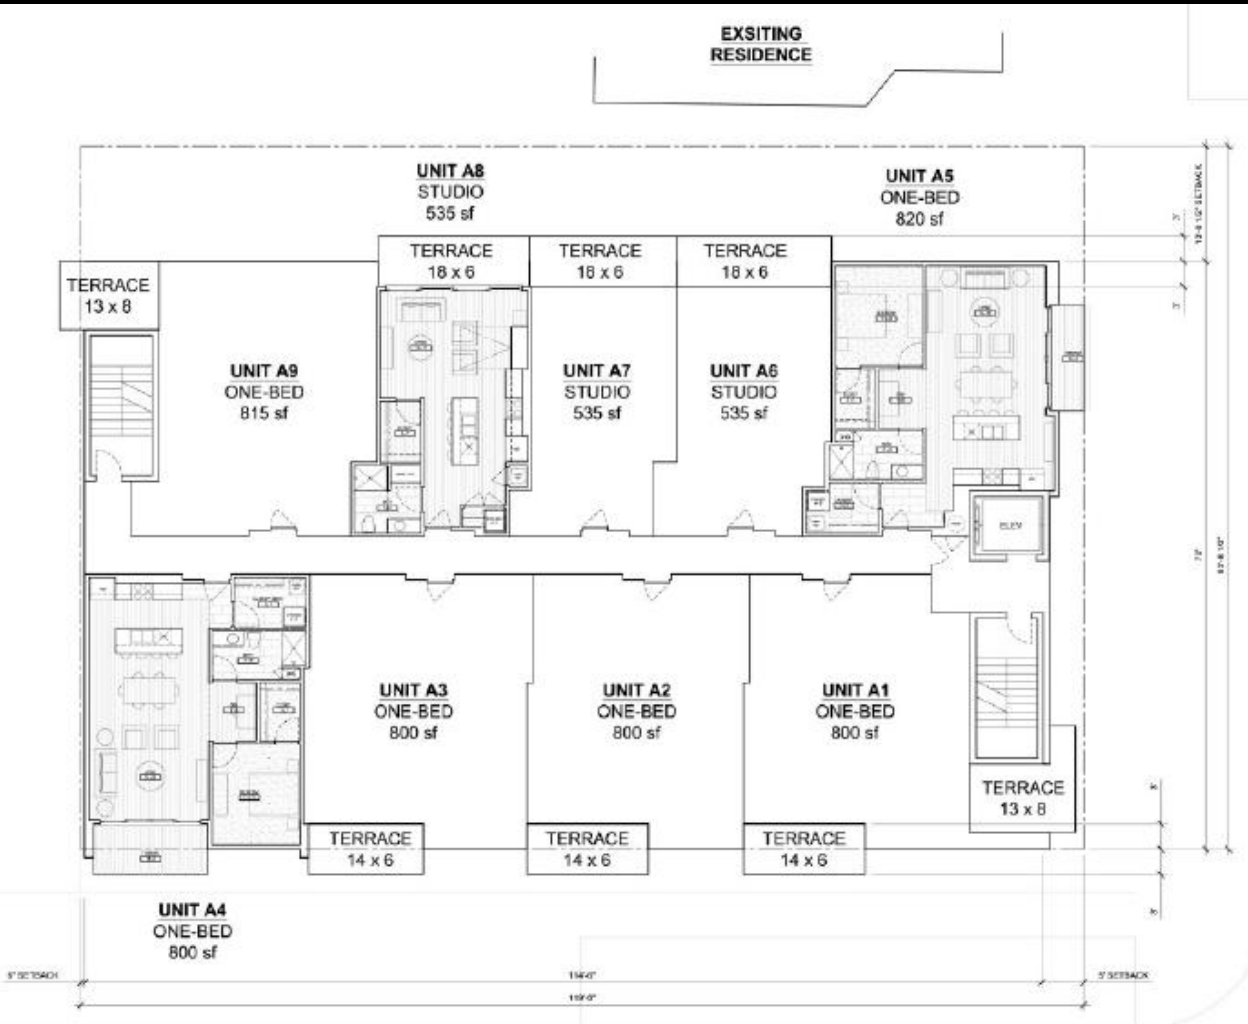 EXSITING
RESIDENCE
UNIT A8
STUDIO
535 sf
UNIT A5
ONE-BED
820 sf
TERRACE
18 x 6
TERRACE
18 x 6
TERRACE
18 x 6
TERRACE
13 x 8
UNIT A9
ONE-BED
815 sf
UNIT A7
STUDIO
535 sf
UNIT A6
STUDIO
535 sf
ELEV
UNIT A3
ONE-BED
800 sf
UNIT A2
ONE-BED
800 sf
UNIT A1
ONE-BED
800 sf
TERRACE
13 x 8
TERRACE
14 x 6
TERRACE
14 x 6
TERRACE
14 x 6
UNIT A4
ONE-BED
800 sf
SETBACK
5' SETBACK